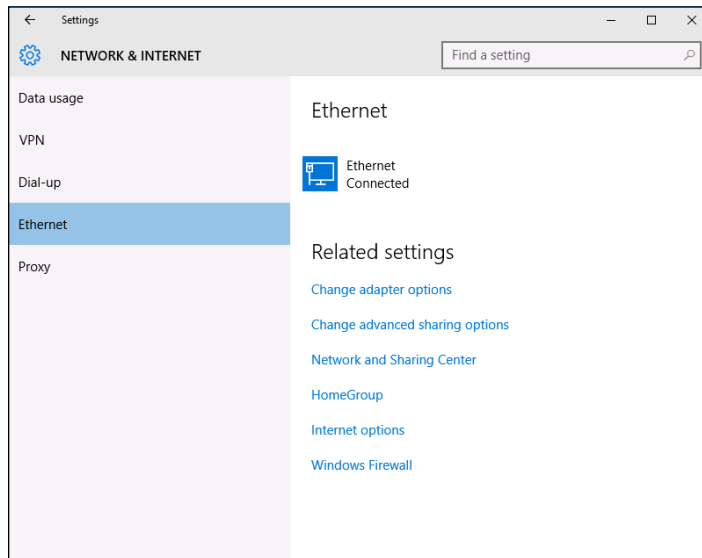 Settings
NETWORK & INTERNET
Find a setting
Data usage
VPN
Dial-up
Ethernet
Proxy
Ethernet
Ethernet
Connected
Related settings
Change adapter options
Change advanced sharing options
Network and Sharing Center
HomeGroup
Internet options
Windows Firewall